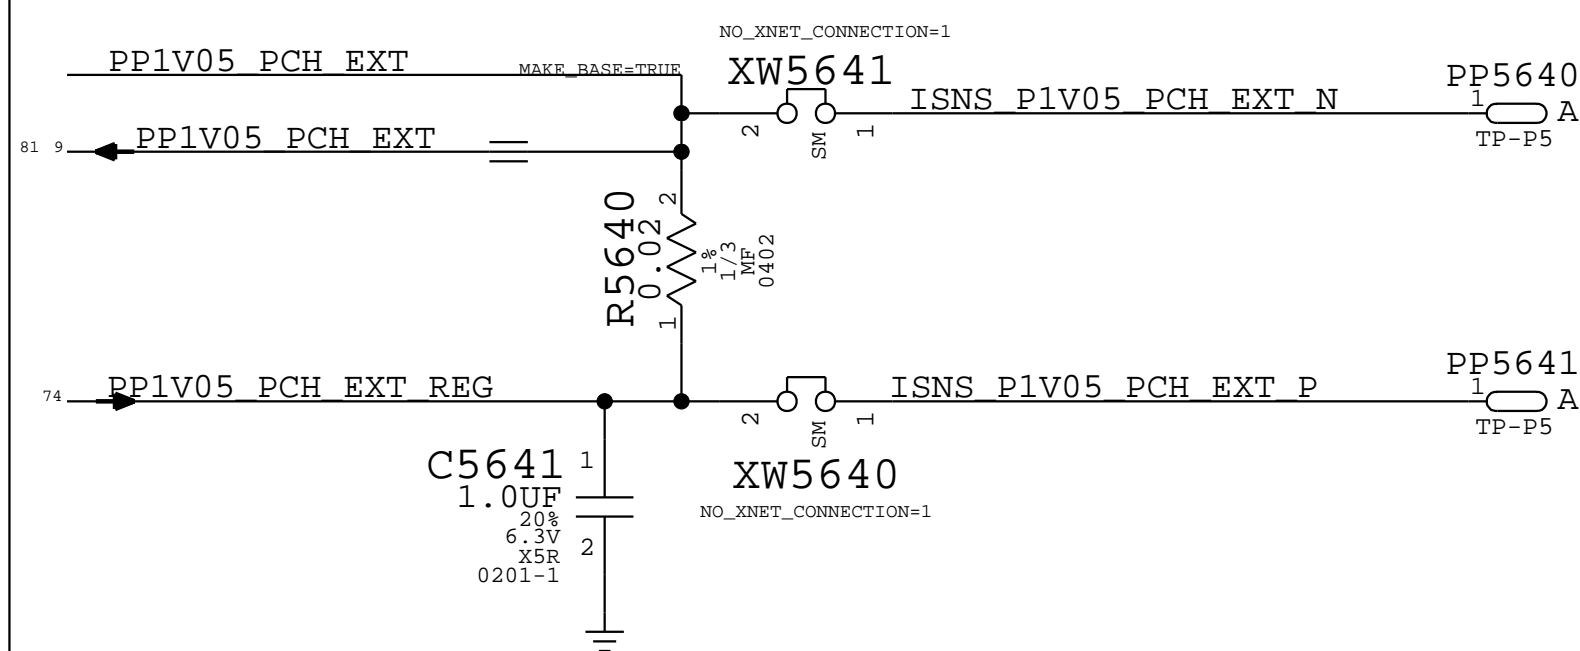 NO_XNET_CONNECTION=1
PP1V05_PCH_EXT
MAKE_BASE=TRUE
XW5641
PP5640
ISNS_P1V05_PCH_EXT_N
1
A
2
SM
1
TP-P5
81 9
PP1V05_PCH_EXT
R5640
0.02
2
1
1%
1/3
MF
0402
PP5641
74
PP1V05_PCH_EXT_REG
ISNS_P1V05_PCH_EXT_P
1
A
2
SM
1
TP-P5
XW5640
NO_XNET_CONNECTION=1
C5641
1
1.0UF
20%
6.3V
X5R
0201-1
2